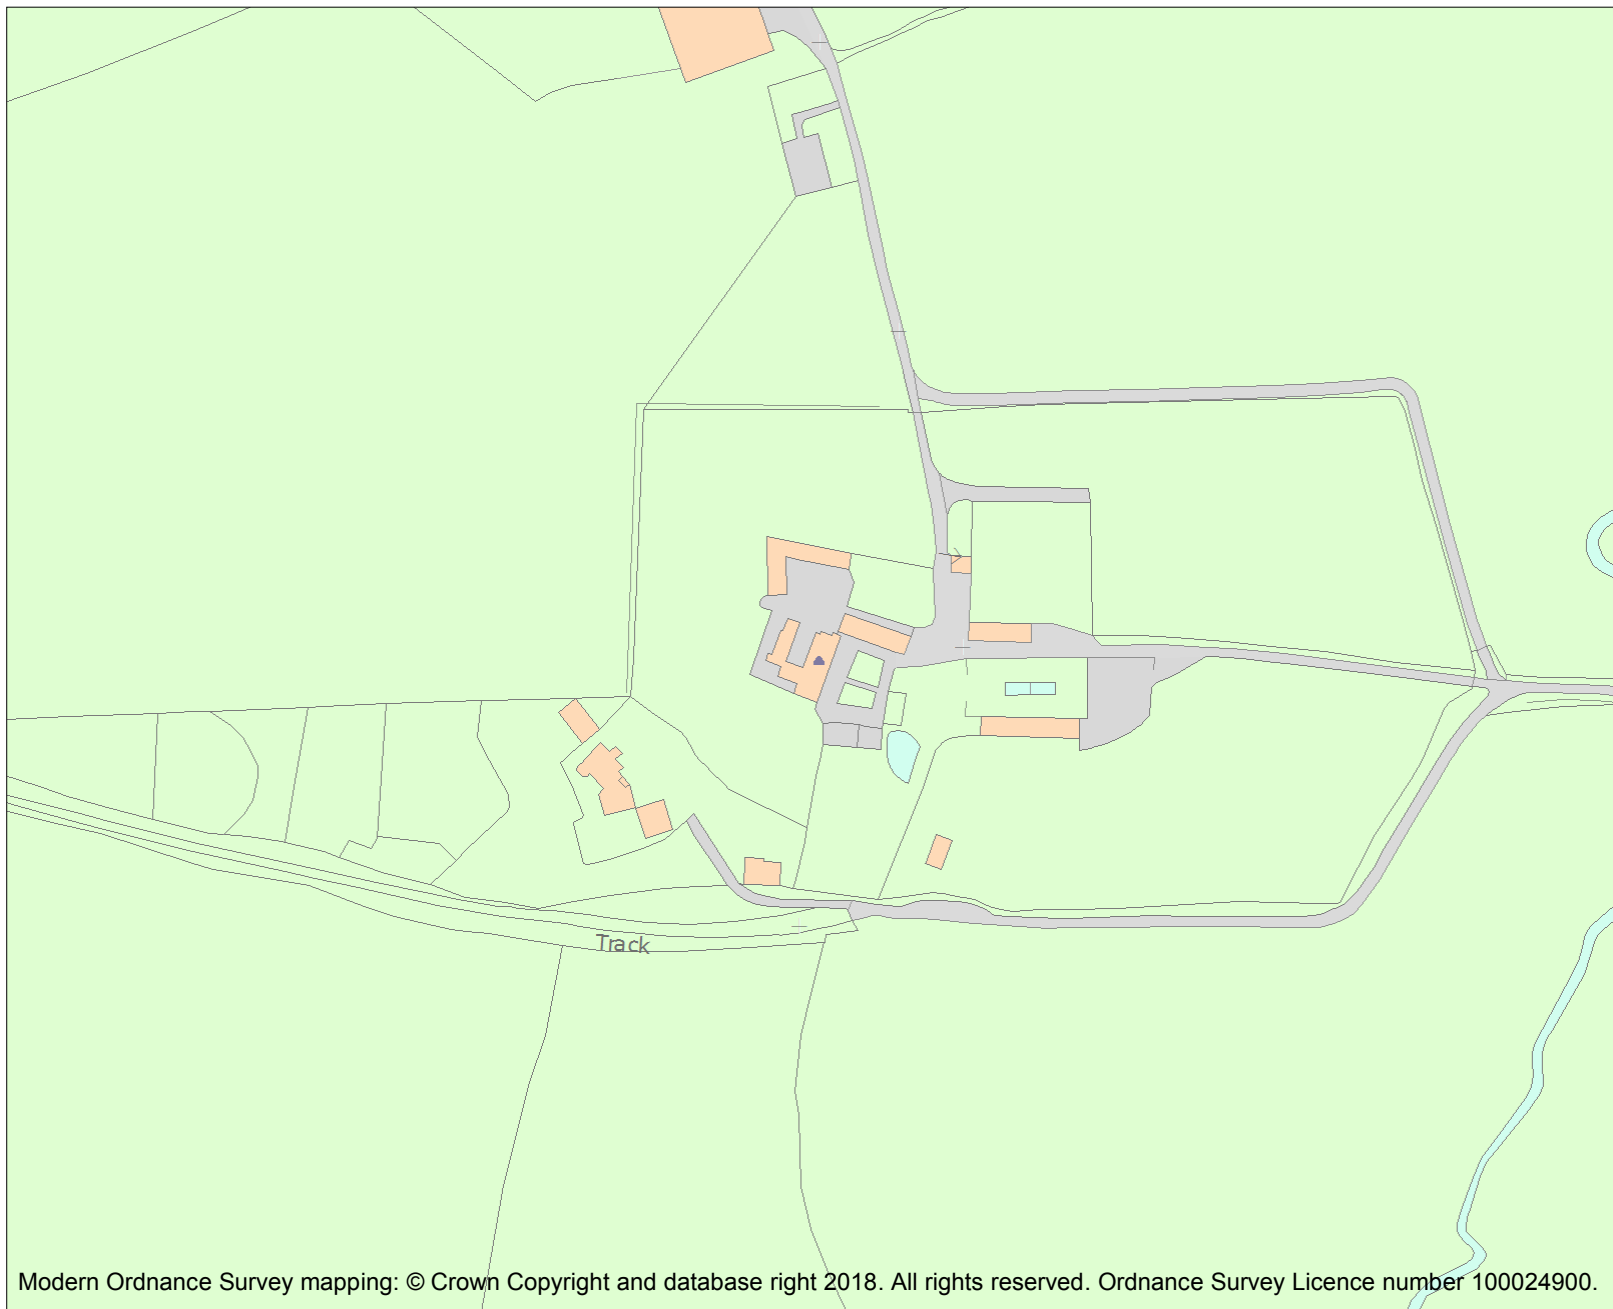 Track
Modern Ordnance Survey mapping: © Crown Copyright and database right 2018. All rights reserved. Ordnance Survey Licence number 100024900.